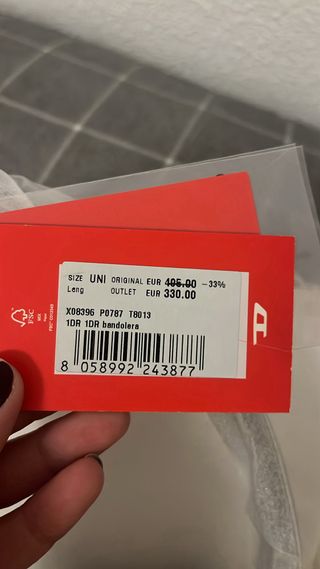 SIZE UNI ORIGINAL EUR 495.00 -33%
Leng OUTLET EUR 330.00
X08396 P0787 T8013
1DR 1DR bandolera
8 058992 243877
FSC